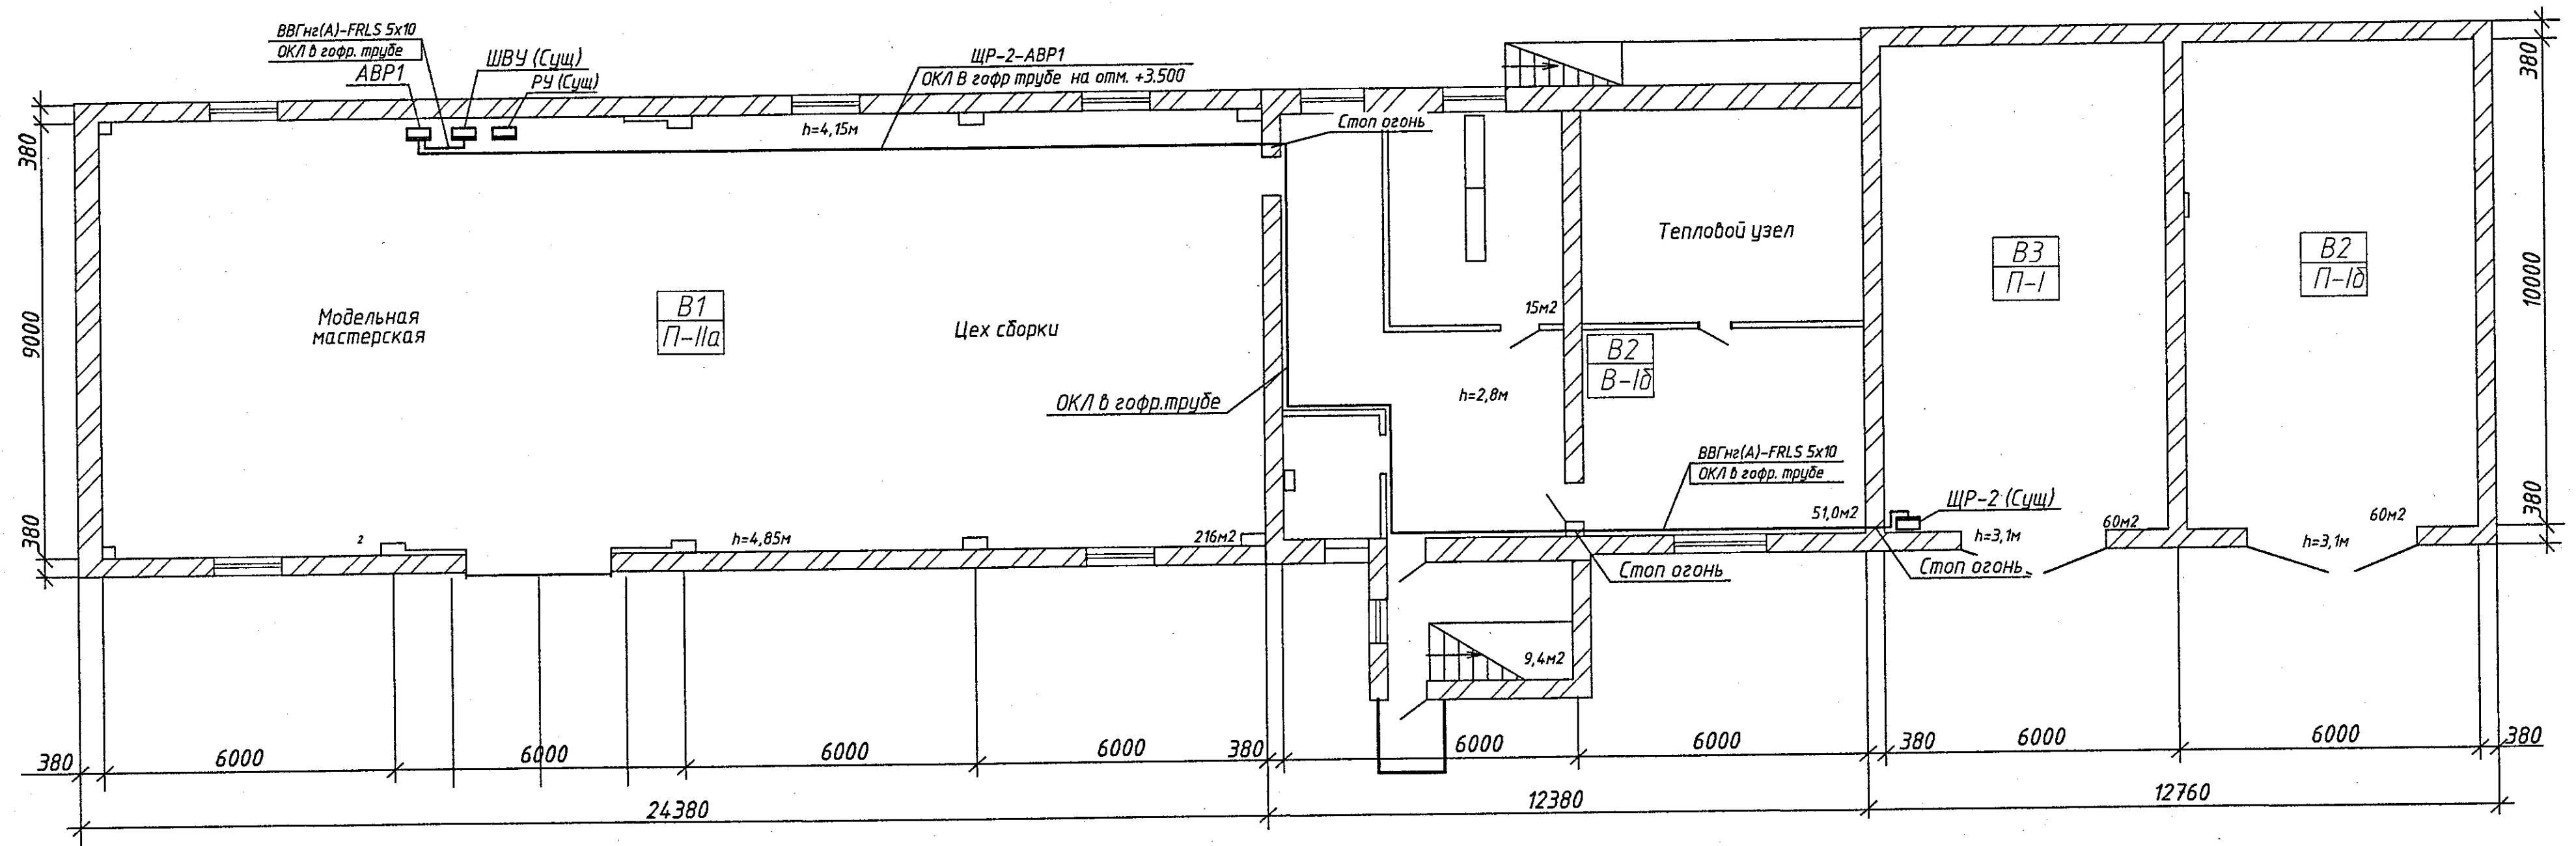 ВВГнг(А)-FRLS 5х10
ОКЛ в гофр. трубе
АВР1
ШВУ (Сущ)
РУ (Сущ)
ЩР-2-АВР1
ОКЛ В гофр трубе на отм. +3.500
h=4,15м
Стоп огонь
380
9000
380
380
10000
380
Модельная
мастерская
В1
П-IIа
Цех сборки
ОКЛ в гофр.трубе
Тепловой узел
15м2
В2
В-Iб
h=2,8м
В3
П-I
В2
П-Iб
ВВГнг(А)-FRLS 5х10
ОКЛ в гофр. трубе
51,0м2
ЩР-2 (Сущ)
2
h=4,85м
216м2
Стоп огонь
h=3,1м
60м2
Стоп огонь
h=3,1м
60м2
9,4м2
380
6000
6000
6000
6000
380
6000
6000
380
6000
6000
380
24380
12380
12760